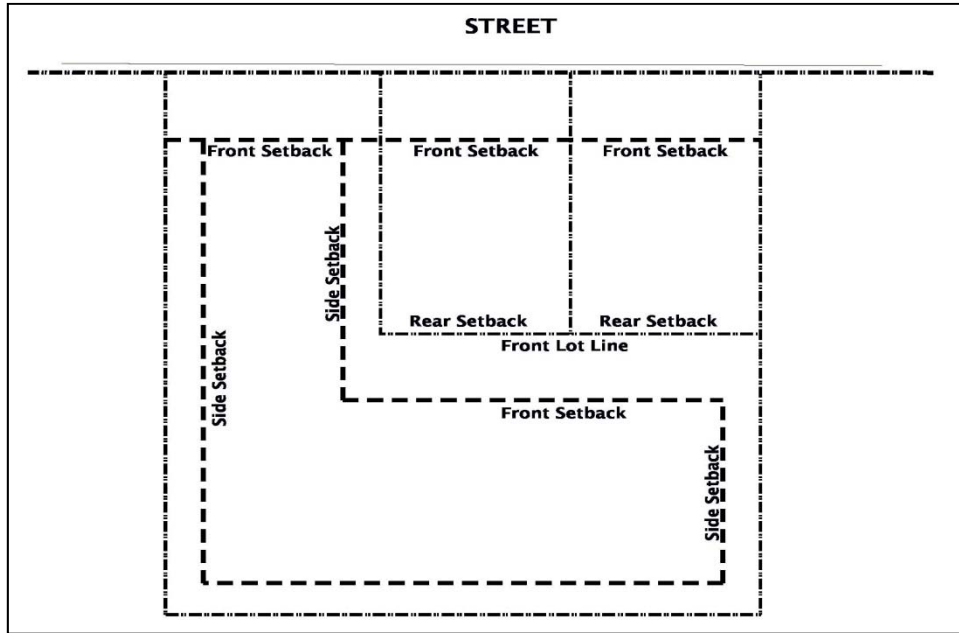 STREET
Front Setback
Front Setback
Front Setback
Side Setback
Rear Setback
Rear Setback
Front Lot Line
Side Setback
Front Setback
Side Setback